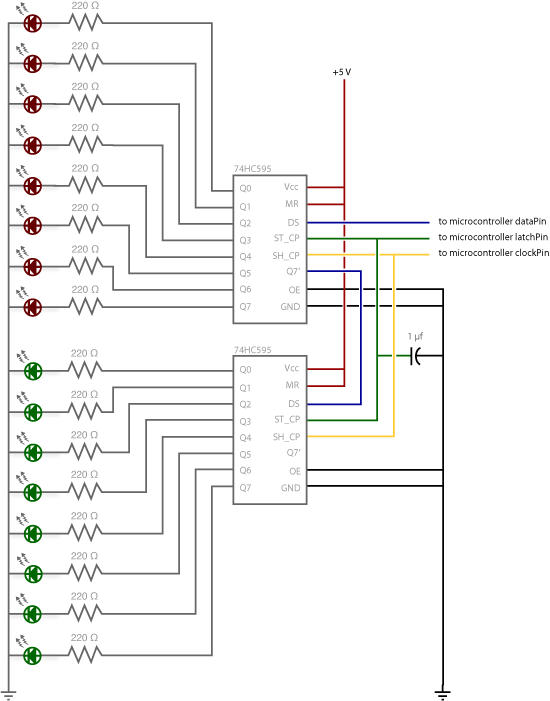 220 Ω
220 Ω
220 Ω
220 Ω
220 Ω
220 Ω
220 Ω
220 Ω
+5 V
74HC595
Q0 Vcc
Q1 MR
Q2 DS
Q3 ST_CP
Q4 SH_CP
Q5 Q7'
Q6 OE
Q7 GND
to microcontroller dataPin
to microcontroller latchPin
to microcontroller clockPin
1 µf
74HC595
Q0 Vcc
Q1 MR
Q2 DS
Q3 ST_CP
Q4 SH_CP
Q5 Q7'
Q6 OE
Q7 GND
220 Ω
220 Ω
220 Ω
220 Ω
220 Ω
220 Ω
220 Ω
220 Ω